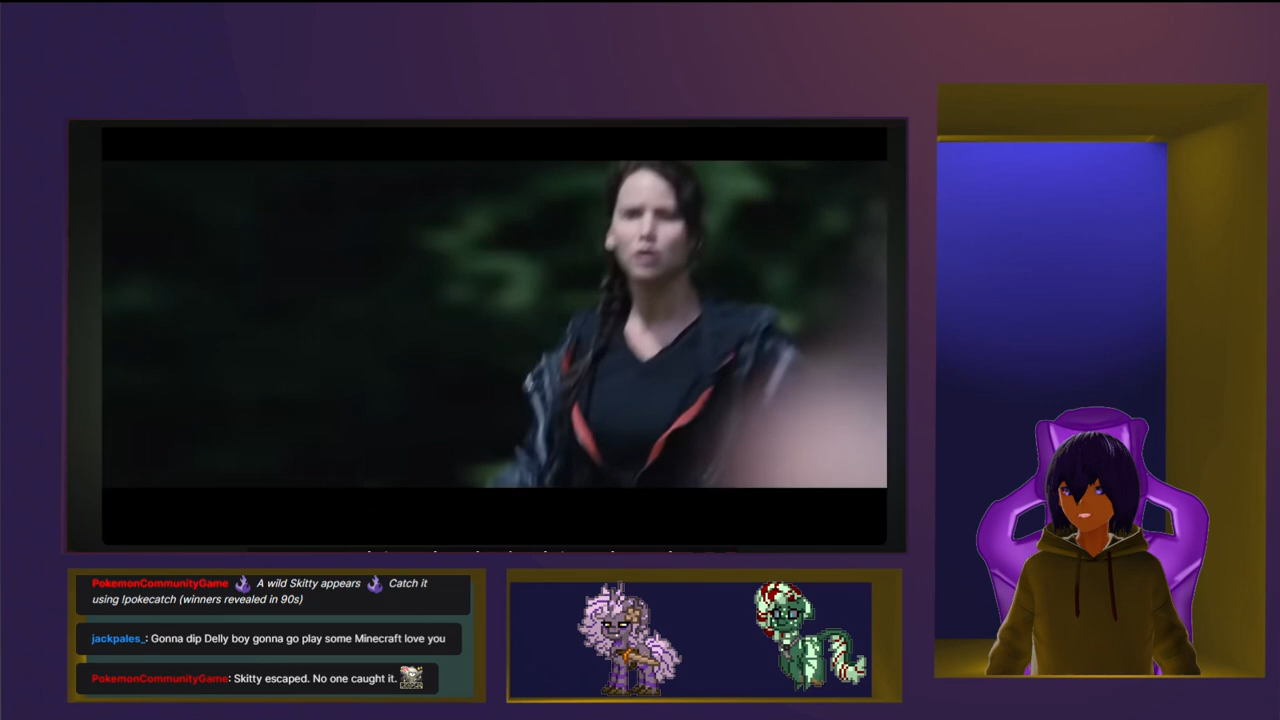 PokemonCommunityGame A wild Skitty appears Catch it
using !pokecatch (winners revealed in 90s)
jackpales_: Gonna dip Delly boy gonna go play some Minecraft love you
PokemonCommunityGame: Skitty escaped. No one caught it.